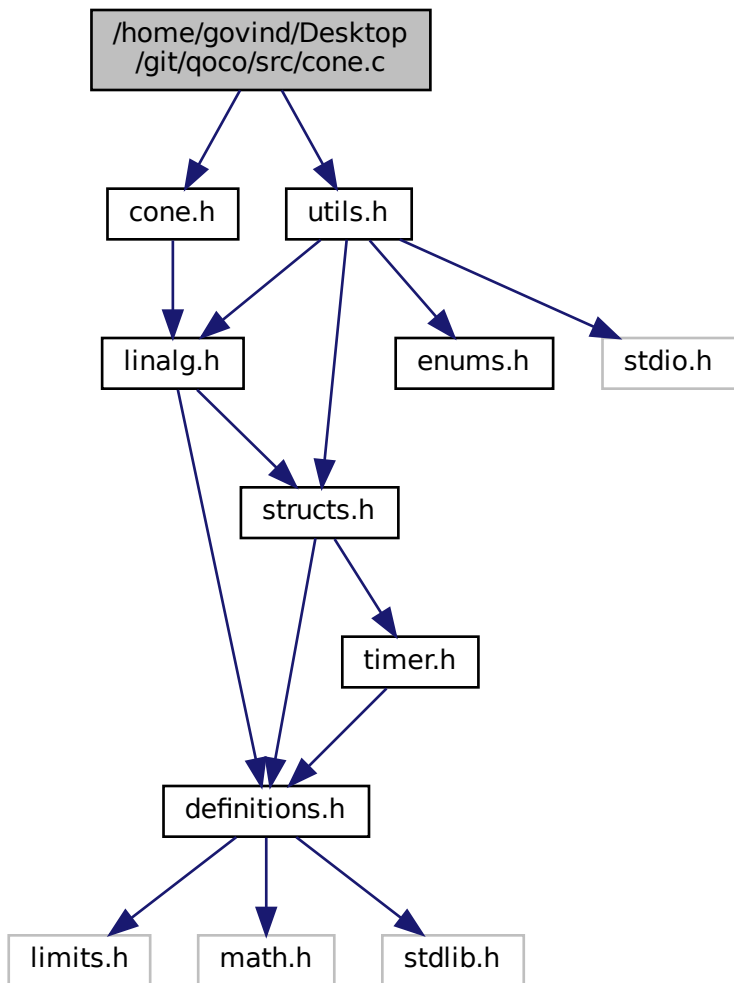 /home/govind/Desktop
/git/qoco/src/cone.c
cone.h
utils.h
linalg.h
enums.h
stdio.h
structs.h
timer.h
definitions.h
limits.h
math.h
stdlib.h